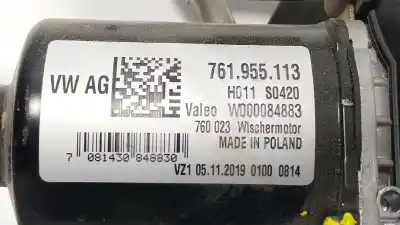 VW AG
761.955.113
H011 S0420
Valeo W000084883
760 023 Wischermotor
MADE IN POLAND
7 081430 848830
VZ1 05.11.2019 0100 0814